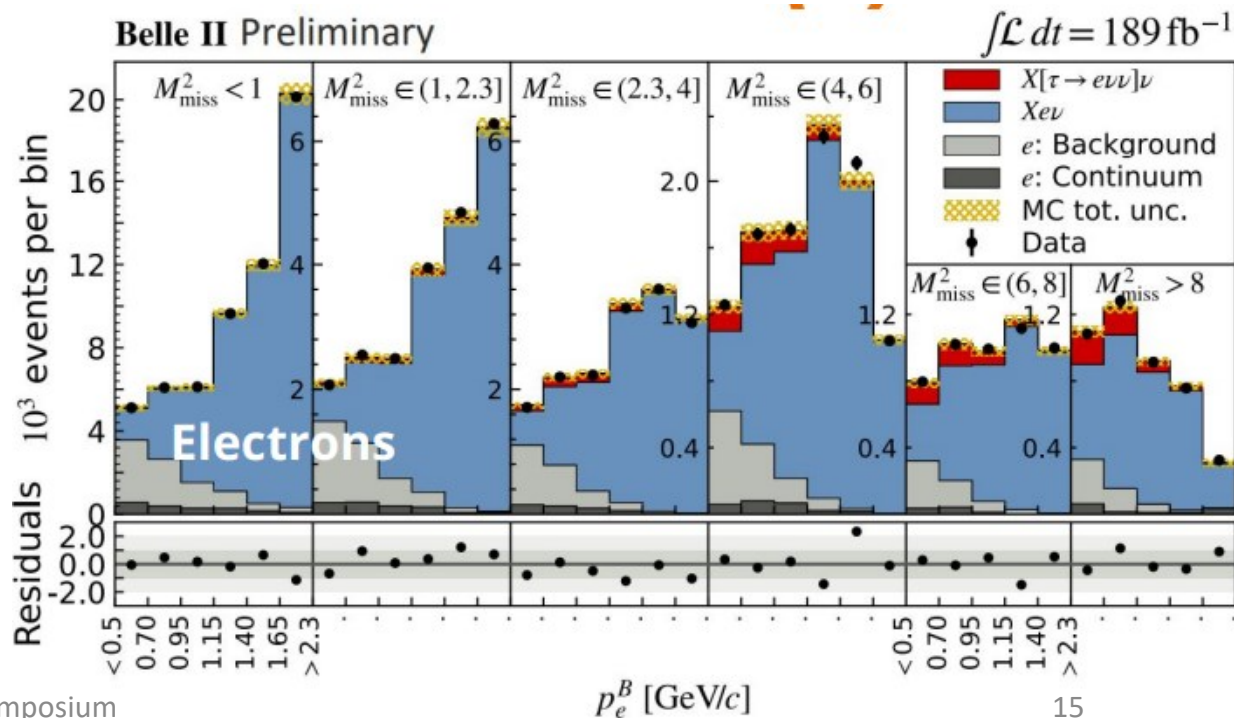 Belle II Preliminary
∫ℒ dt = 189 fb⁻¹
M²miss < 1
M²miss ∈ (1, 2.3]
M²miss ∈ (2.3, 4]
M²miss ∈ (4, 6]
X[τ → eνν]ν
Xeν
e: Background
e: Continuum
MC tot. unc.
Data
M²miss ∈ (6, 8]
M²miss > 8
10³ events per bin
20
16
12
8
4
0
6
4
2
6
4
2
1.2
2.0
0.4
1.2
0.4
1.2
0.4
Electrons
Residuals
2.0
0.0
-2.0
< 0.5
0.70
0.95
1.15
1.40
1.65
> 2.3
< 0.5
0.70
0.95
1.15
1.40
> 2.3
pᴮₑ [GeV/c]
mposium
15